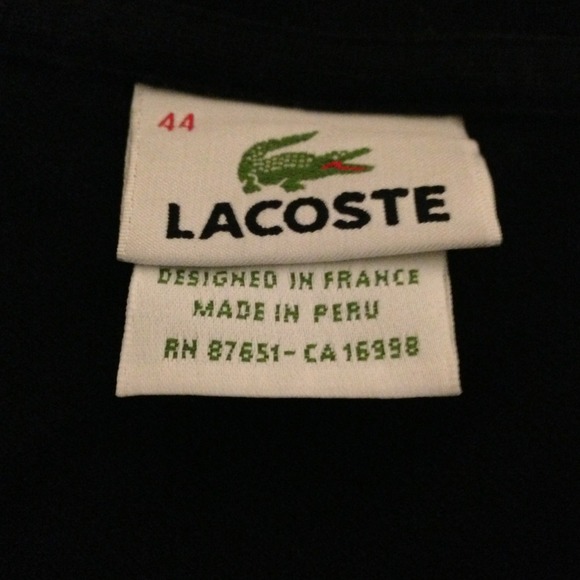 44
LACOSTE
DESIGNED IN FRANCE
MADE IN PERU
RN 87651-CA 16998